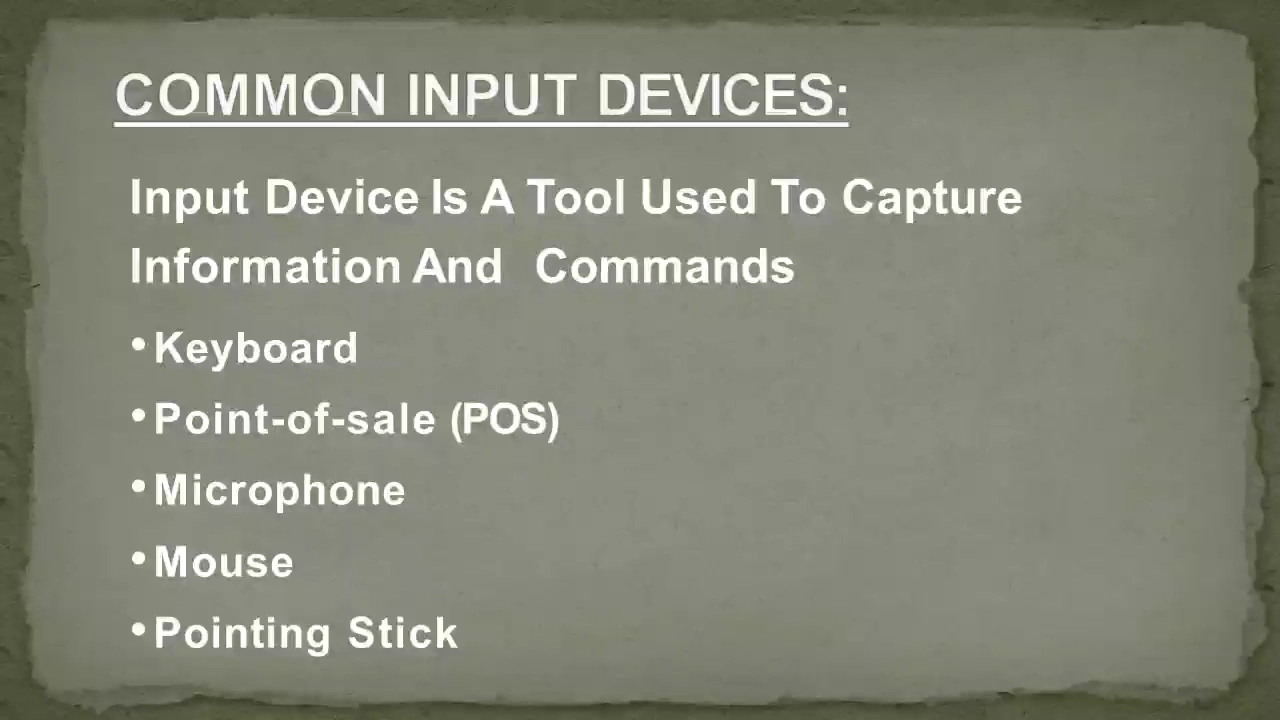 COMMON INPUT DEVICES:
Input Device Is A Tool Used To Capture
Information And Commands
• Keyboard
• Point-of-sale (POS)
• Microphone
• Mouse
• Pointing Stick